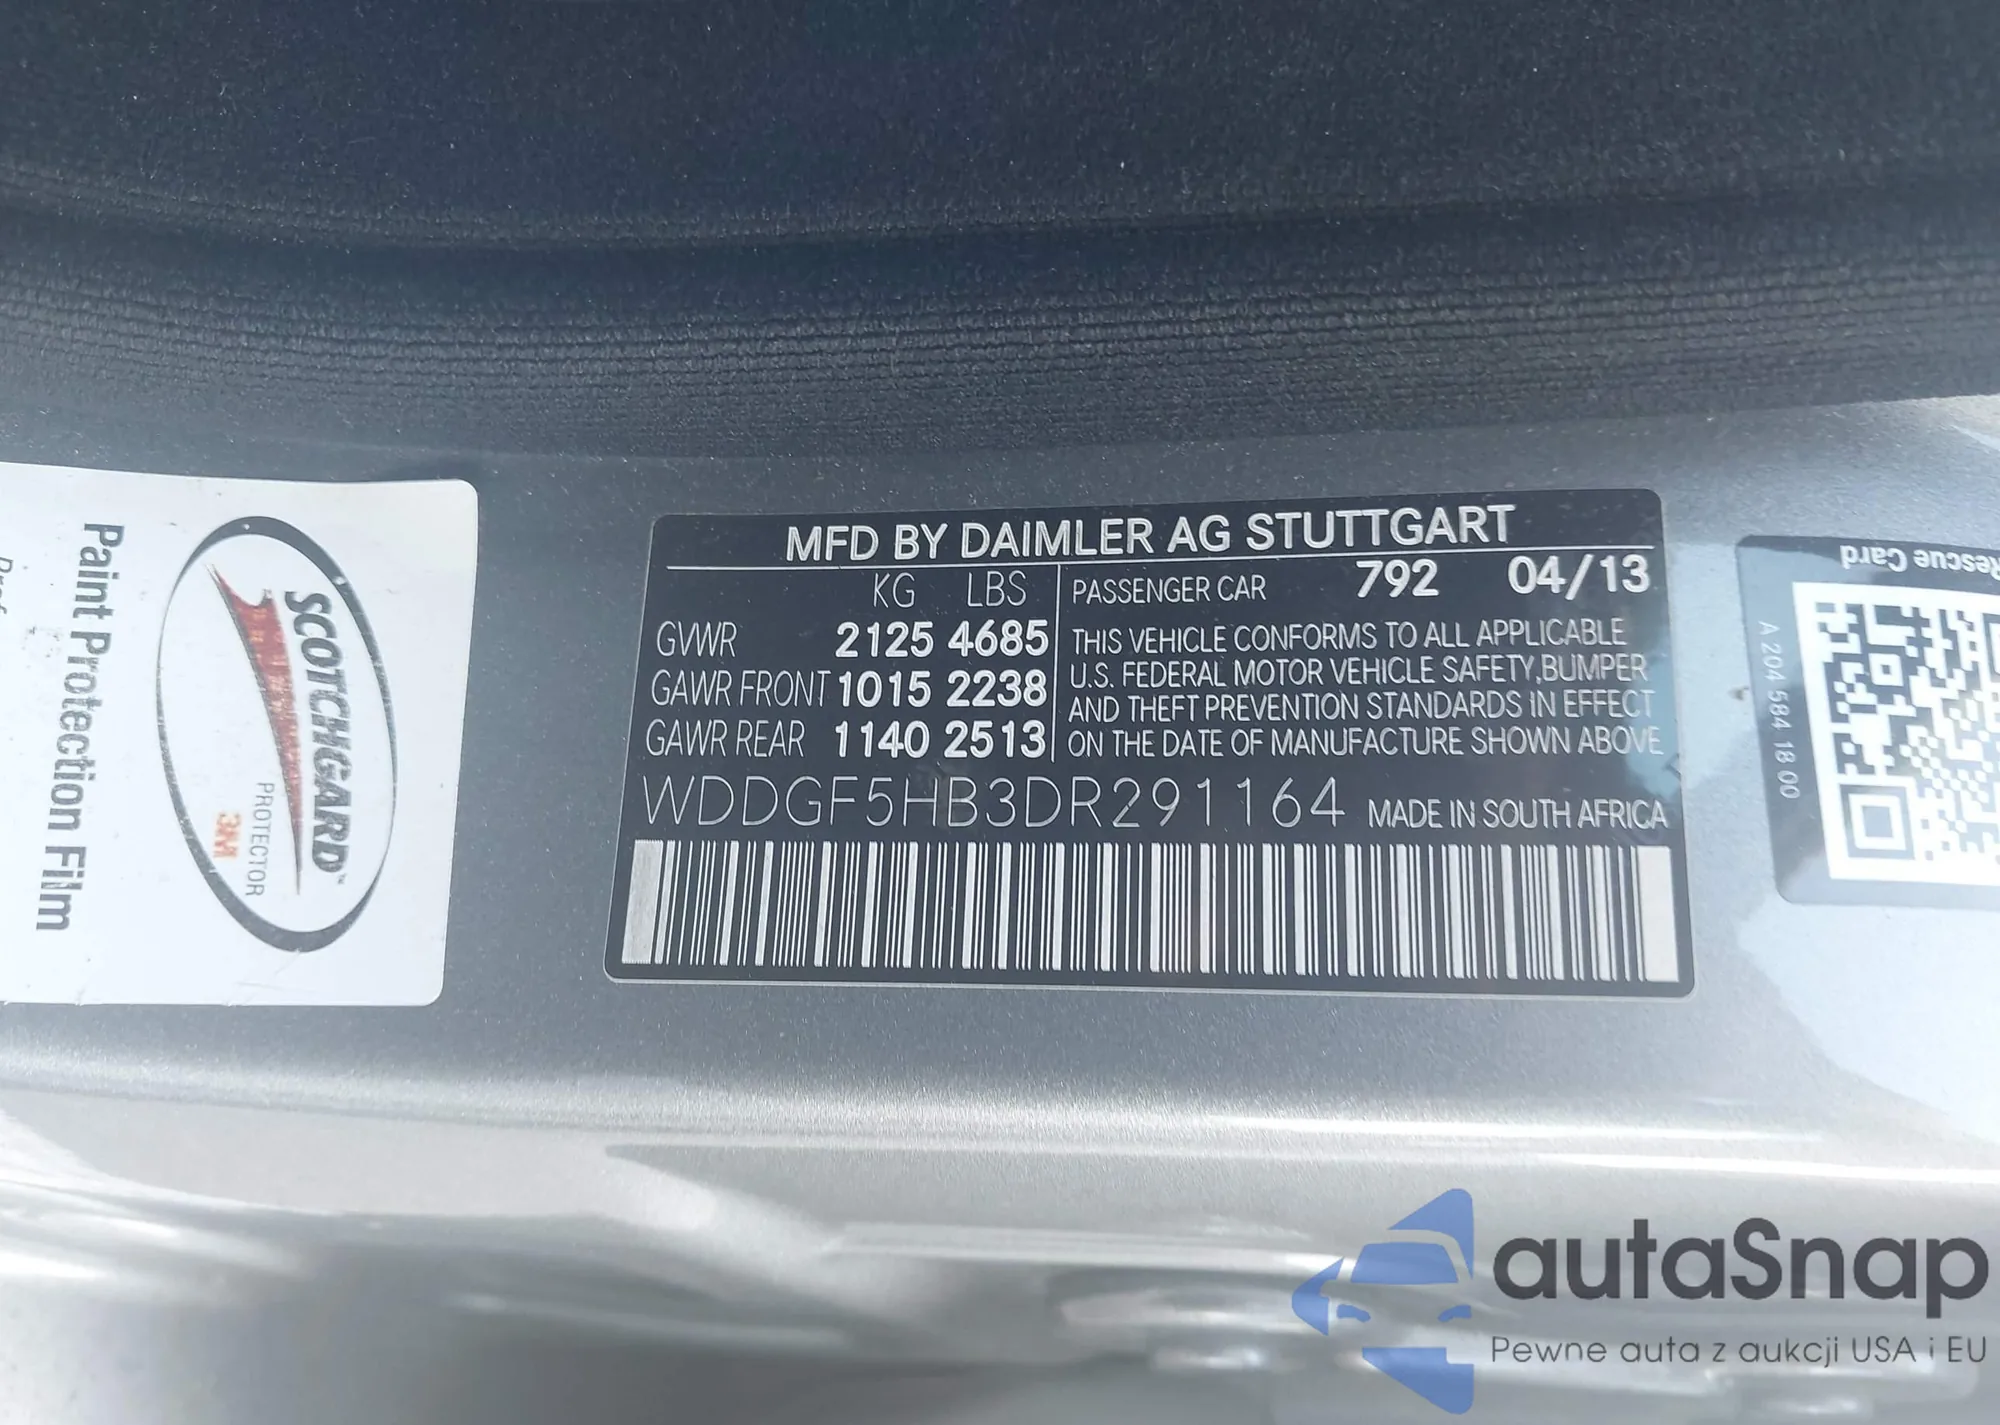 MFD BY DAIMLER AG STUTTGART
KG LBS
PASSENGER CAR 792 04/13
GVWR 2125 4685
GAWR FRONT 1015 2238
GAWR REAR 1140 2513
THIS VEHICLE CONFORMS TO ALL APPLICABLE
U.S. FEDERAL MOTOR VEHICLE SAFETY,BUMPER
AND THEFT PREVENTION STANDARDS IN EFFECT
ON THE DATE OF MANUFACTURE SHOWN ABOVE
WDDGF5HB3DR291164 MADE IN SOUTH AFRICA
SCOTCHGARD™
PROTECTOR
3M
Paint Protection Film
Rescue Card
A 204 584 18 00
autaSnap
Pewne auta z aukcji USA i EU